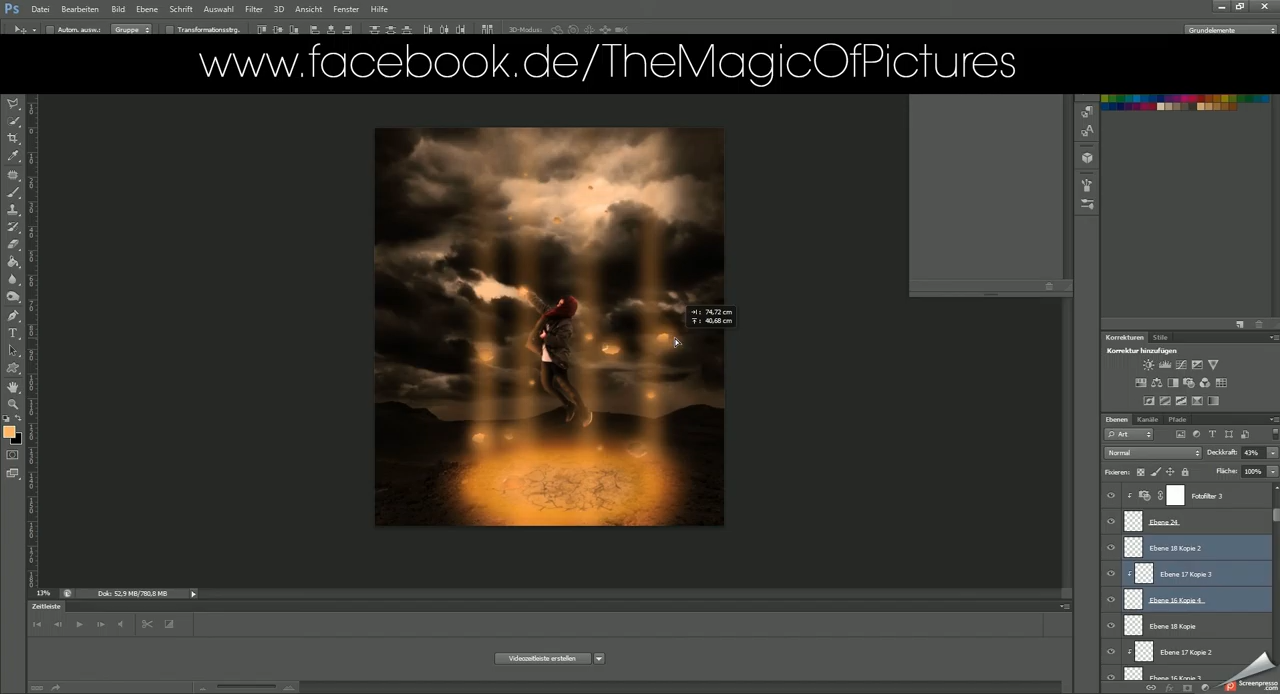 Ps Datei Bearbeiten Bild Ebene Schrift Auswahl Filter 3D Ansicht Fenster Hilfe
Autom. ausw.: Gruppe Transformationsstrg. 3D-Modus: Grundelemente
www.facebook.de/TheMagicOfPictures
74,72 cm
40,68 cm
Korrekturen Stile
Korrektur hinzufügen
Ebenen Kanäle Pfade
Art
Normal Deckkraft: 43%
Fixieren: Fläche: 100%
Fotofilter 3
Ebene 24
Ebene 18 Kopie 2
Ebene 17 Kopie 3
Ebene 16 Kopie 4
Ebene 18 Kopie
Ebene 17 Kopie 2
Ebene 16 Kopie 3
13% Dok: 52,9 MB/780,8 MB
Zeitleiste
Videozeitleiste erstellen
Screenpresso
.com